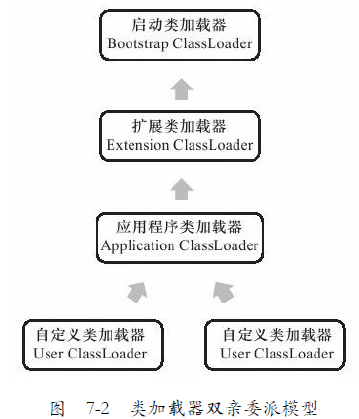 启动类加载器
Bootstrap ClassLoader
扩展类加载器
Extension ClassLoader
应用程序类加载器
Application ClassLoader
自定义类加载器
User ClassLoader
自定义类加载器
User ClassLoader
图 7-2 类加载器双亲委派模型